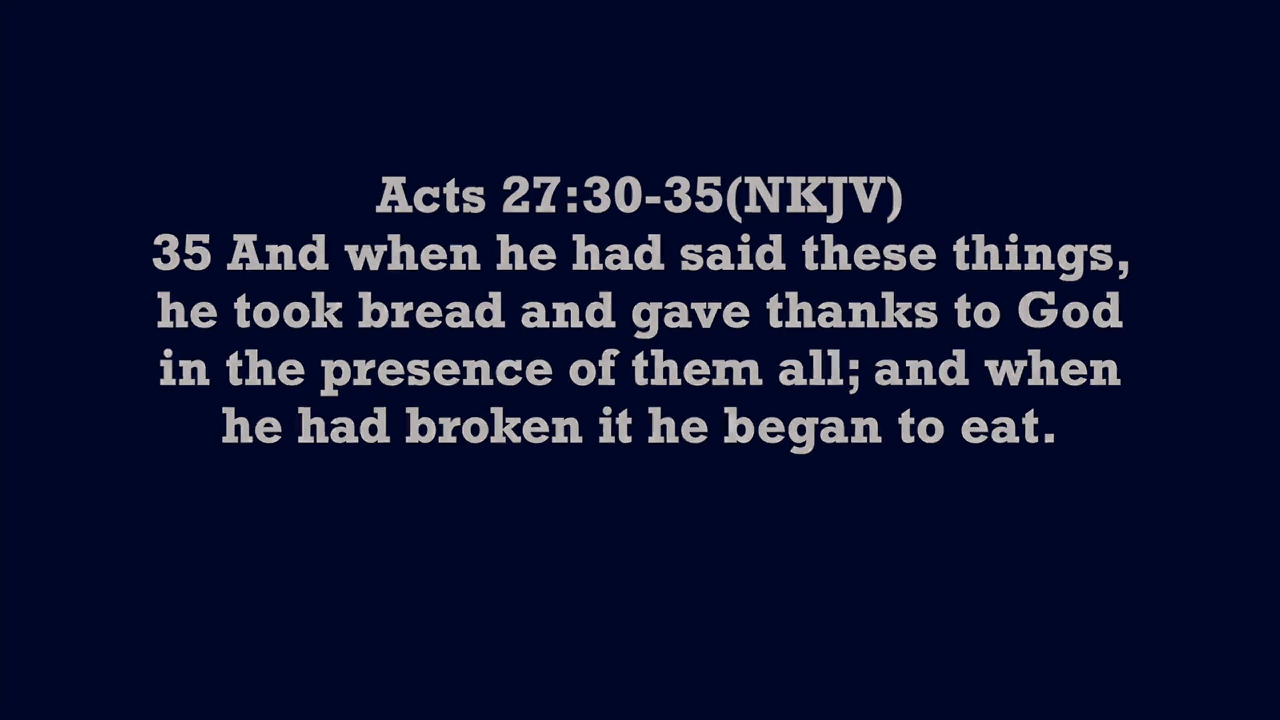 Acts 27:30-35(NKJV)
35 And when he had said these things,
he took bread and gave thanks to God
in the presence of them all; and when
he had broken it he began to eat.